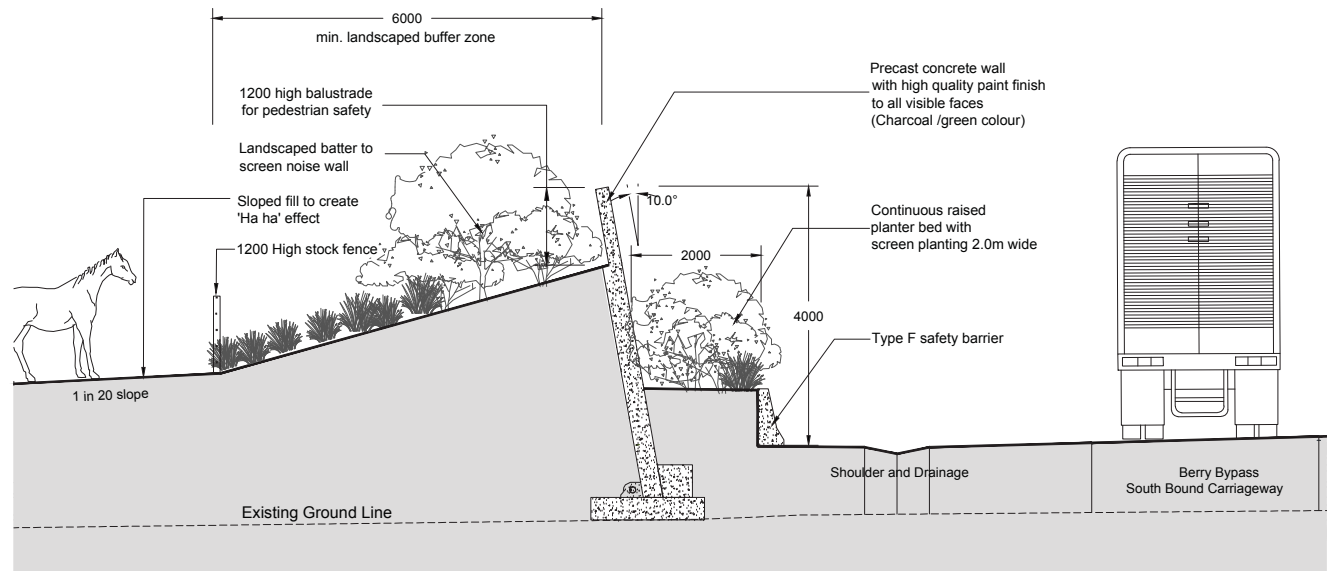 6000
min. landscaped buffer zone
1200 high balustrade
for pedestrian safety
Landscaped batter to
screen noise wall
Sloped fill to create
'Ha ha' effect
1200 High stock fence
1 in 20 slope
Existing Ground Line
Precast concrete wall
with high quality paint finish
to all visible faces
(Charcoal /green colour)
10.0°
Continuous raised
planter bed with
screen planting 2.0m wide
2000
4000
Type F safety barrier
Shoulder and Drainage
Berry Bypass
South Bound Carriageway